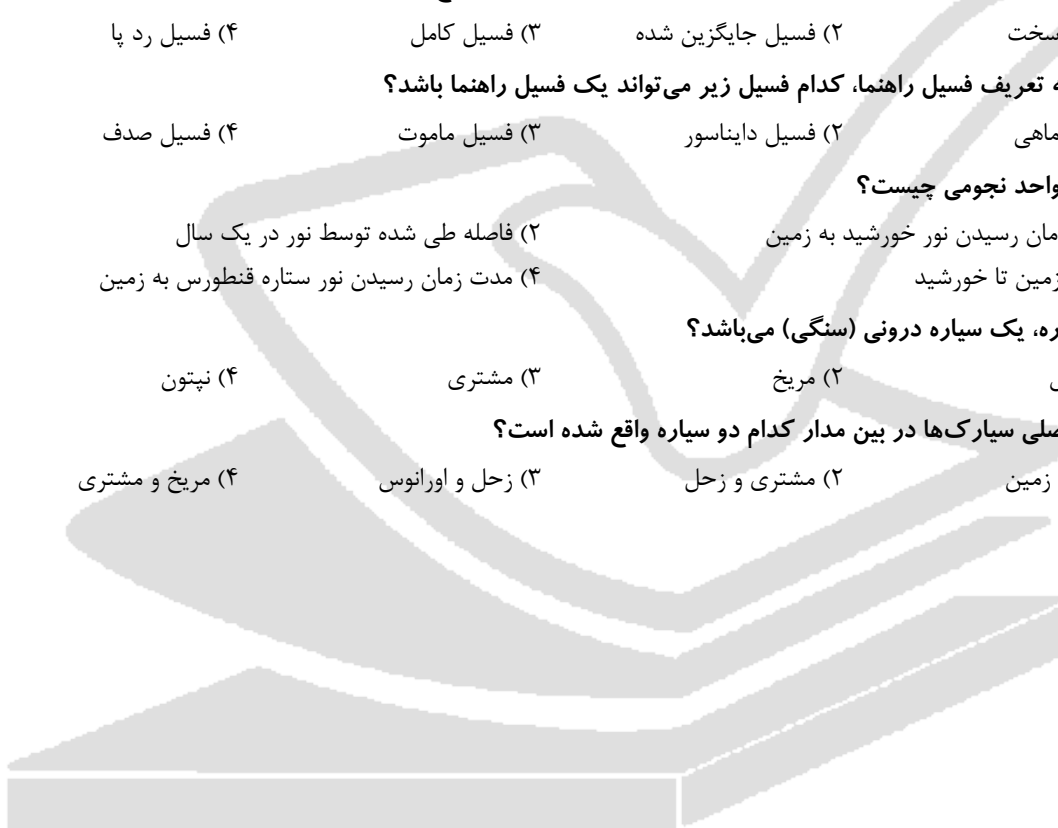 سخت ۲) فسیل جایگزین شده ۳) فسیل کامل ۴) فسیل رد پا
تعریف فسیل راهنما، کدام فسیل زیر می‌تواند یک فسیل راهنما باشد؟
ماهی ۲) فسیل دایناسور ۳) فسیل ماموت ۴) فسیل صدف
واحد نجومی چیست؟
مان رسیدن نور خورشید به زمین ۲) فاصله طی شده توسط نور در یک سال
زمین تا خورشید ۴) مدت زمان رسیدن نور ستاره قنطورس به زمین
ره، یک سیاره درونی (سنگی) می‌باشد؟
۲) مریخ ۳) مشتری ۴) نپتون
صلی سیارک‌ها در بین مدار کدام دو سیاره واقع شده است؟
زمین ۲) مشتری و زحل ۳) زحل و اورانوس ۴) مریخ و مشتری